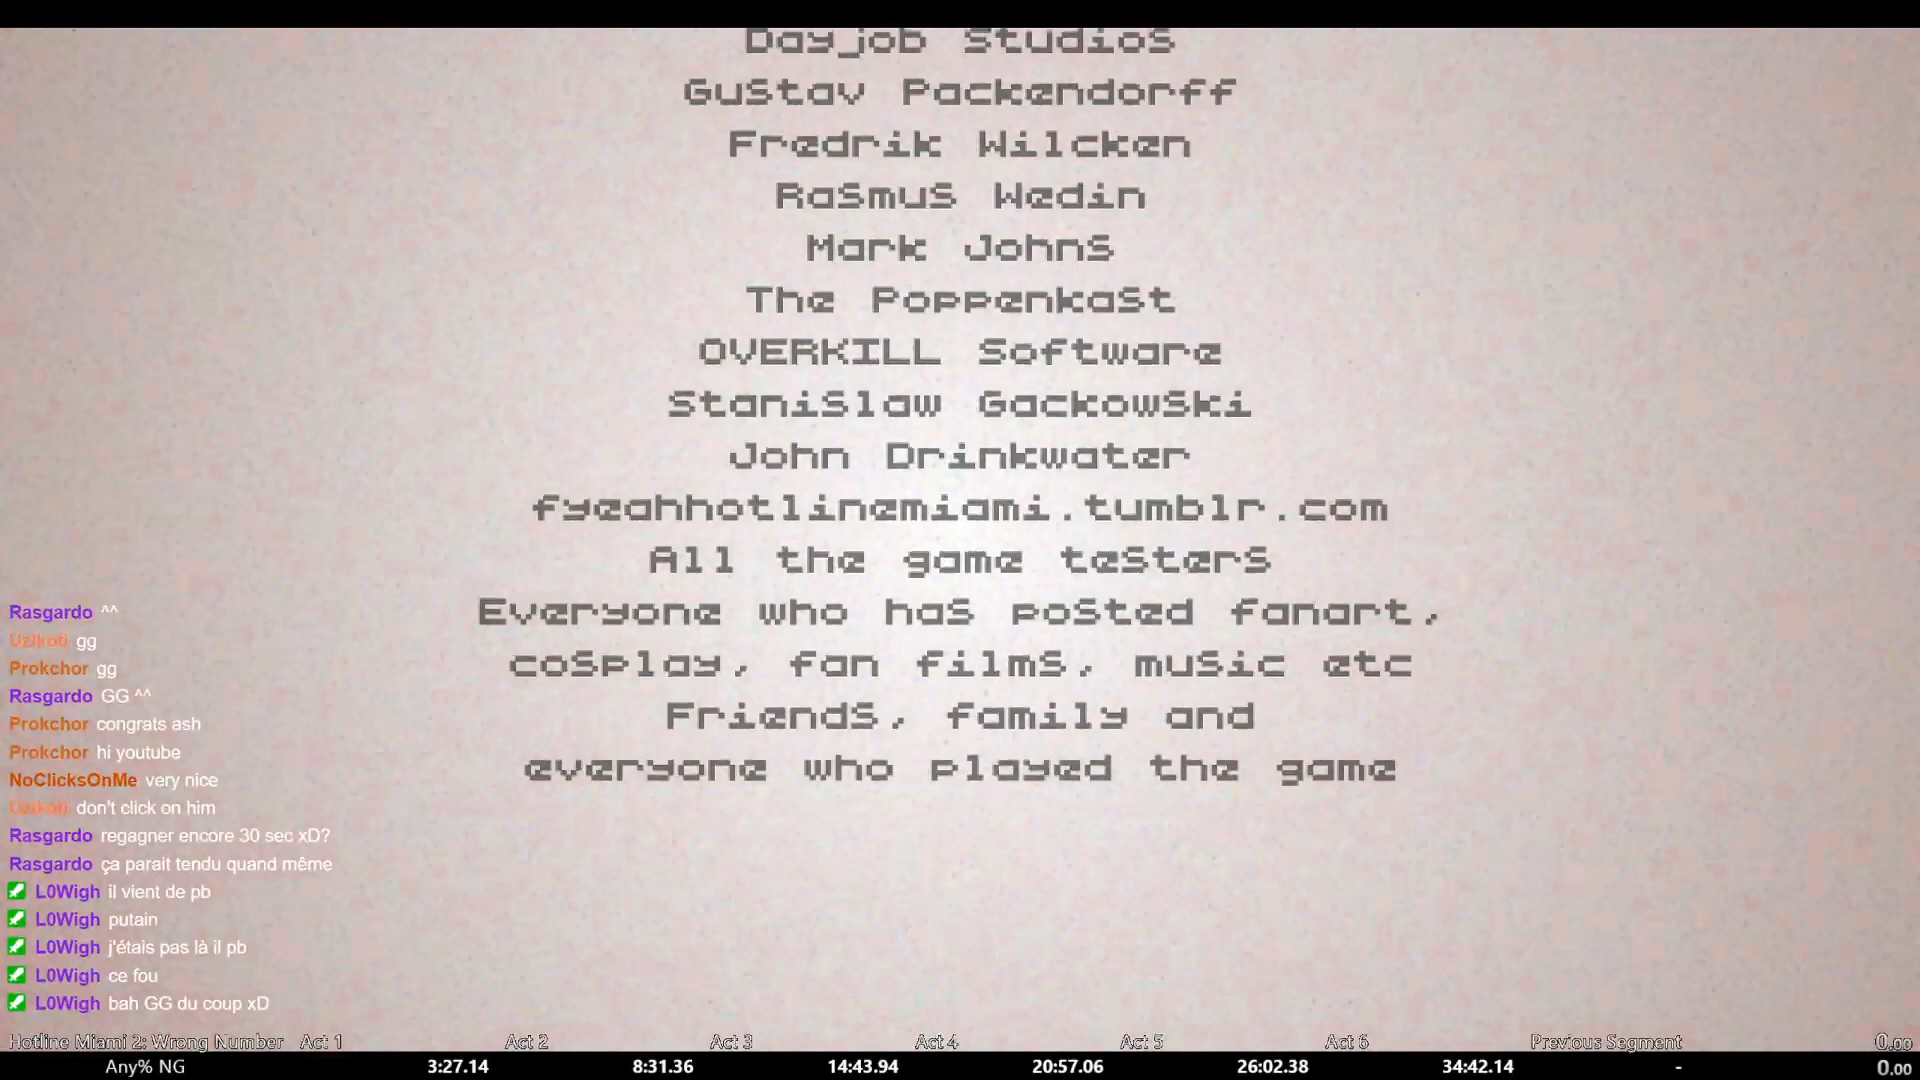 Dayjob Studios
Gustav Packendorff
Fredrik Wilcken
Rasmus Wedin
Mark Johns
The Poppenkast
OVERKILL Software
Stanislaw Gackowski
John Drinkwater
fyeahhotlinemiami.tumblr.com
All the game testers
Everyone who has posted fanart,
cosplay, fan films, music etc
Friends, family and
everyone who played the game
Rasgardo ^^
Uzikoti gg
Prokchor gg
Rasgardo GG ^^
Prokchor congrats ash
Prokchor hi youtube
NoClicksOnMe very nice
Uzikoti don't click on him
Rasgardo regagner encore 30 sec xD?
Rasgardo ça parait tendu quand même
L0Wigh il vient de pb
L0Wigh putain
L0Wigh j'étais pas là il pb
L0Wigh ce fou
L0Wigh bah GG du coup xD
Hotline Miami 2: Wrong Number Act 1 Act 2 Act 3 Act 4 Act 5 Act 6 Previous Segment 0.00
Any% NG 3:27.14 8:31.36 14:43.94 20:57.06 26:02.38 34:42.14 - 0.00